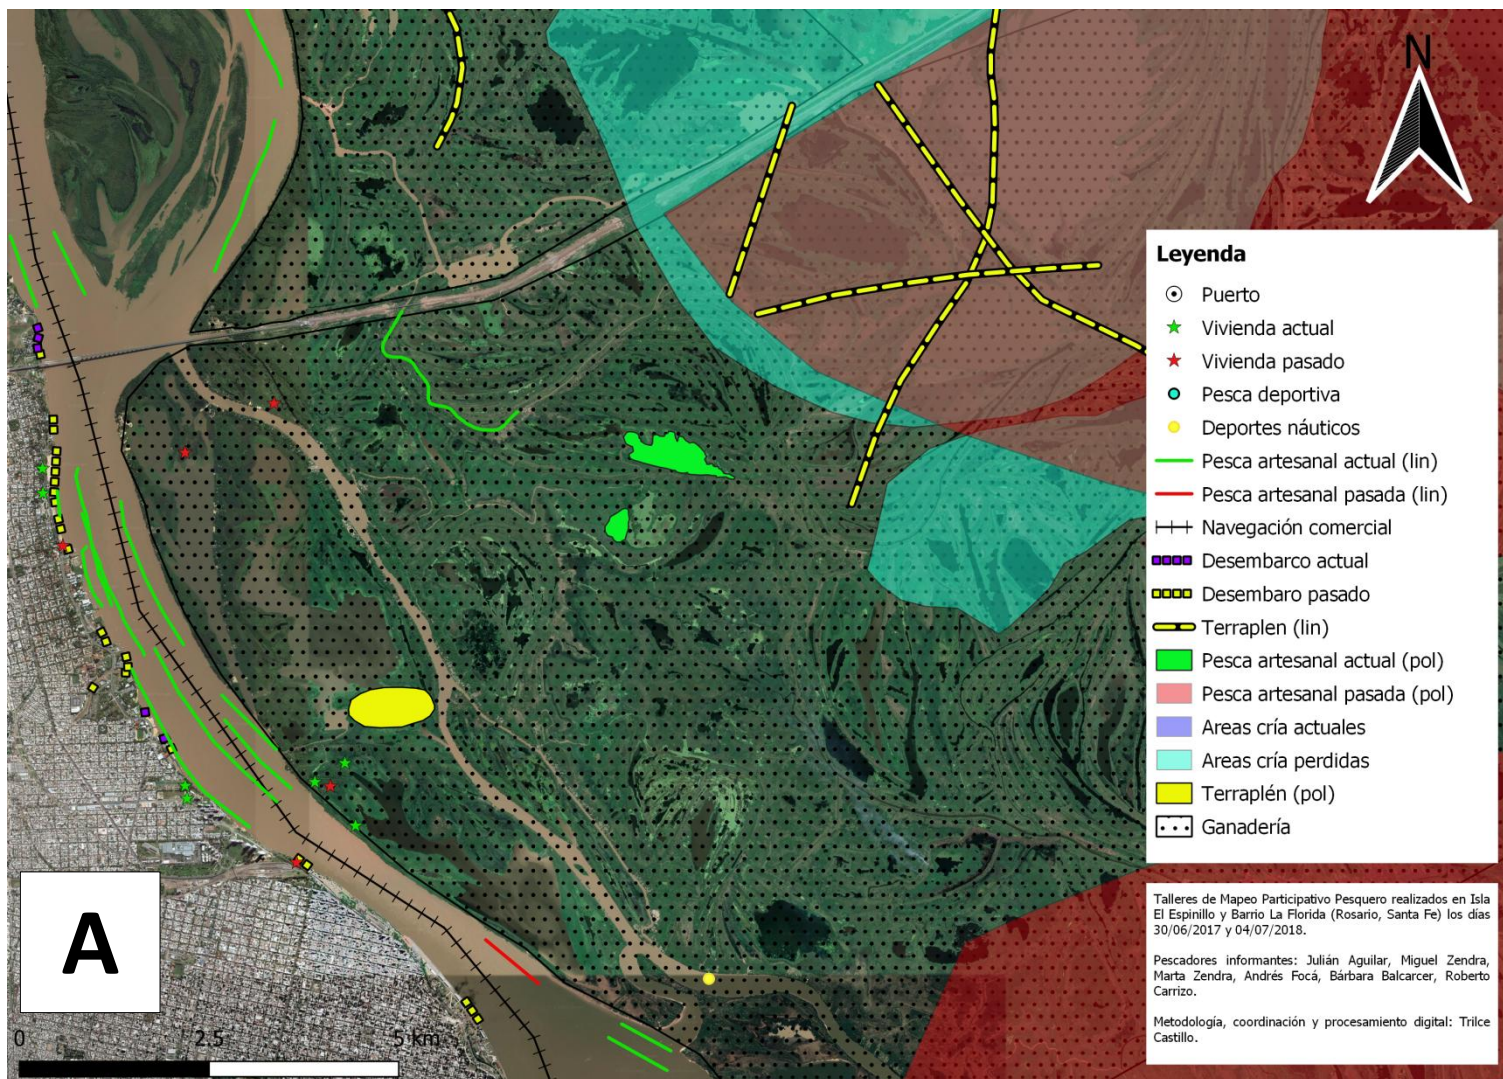 N
Leyenda
Puerto
Vivienda actual
Vivienda pasado
Pesca deportiva
Deportes náuticos
Pesca artesanal actual (lin)
Pesca artesanal pasada (lin)
Navegación comercial
Desembarco actual
Desembaro pasado
Terraplen (lin)
Pesca artesanal actual (pol)
Pesca artesanal pasada (pol)
Areas cría actuales
Areas cría perdidas
Terraplén (pol)
Ganadería
Talleres de Mapeo Participativo Pesquero realizados en Isla
El Espinillo y Barrio La Florida (Rosario, Santa Fe) los días
30/06/2017 y 04/07/2018.
Pescadores informantes: Julián Aguilar, Miguel Zendra,
Marta Zendra, Andrés Focá, Bárbara Balcarcer, Roberto
Carrizo.
Metodología, coordinación y procesamiento digital: Trilce
Castillo.
A
0 2.5 5 km